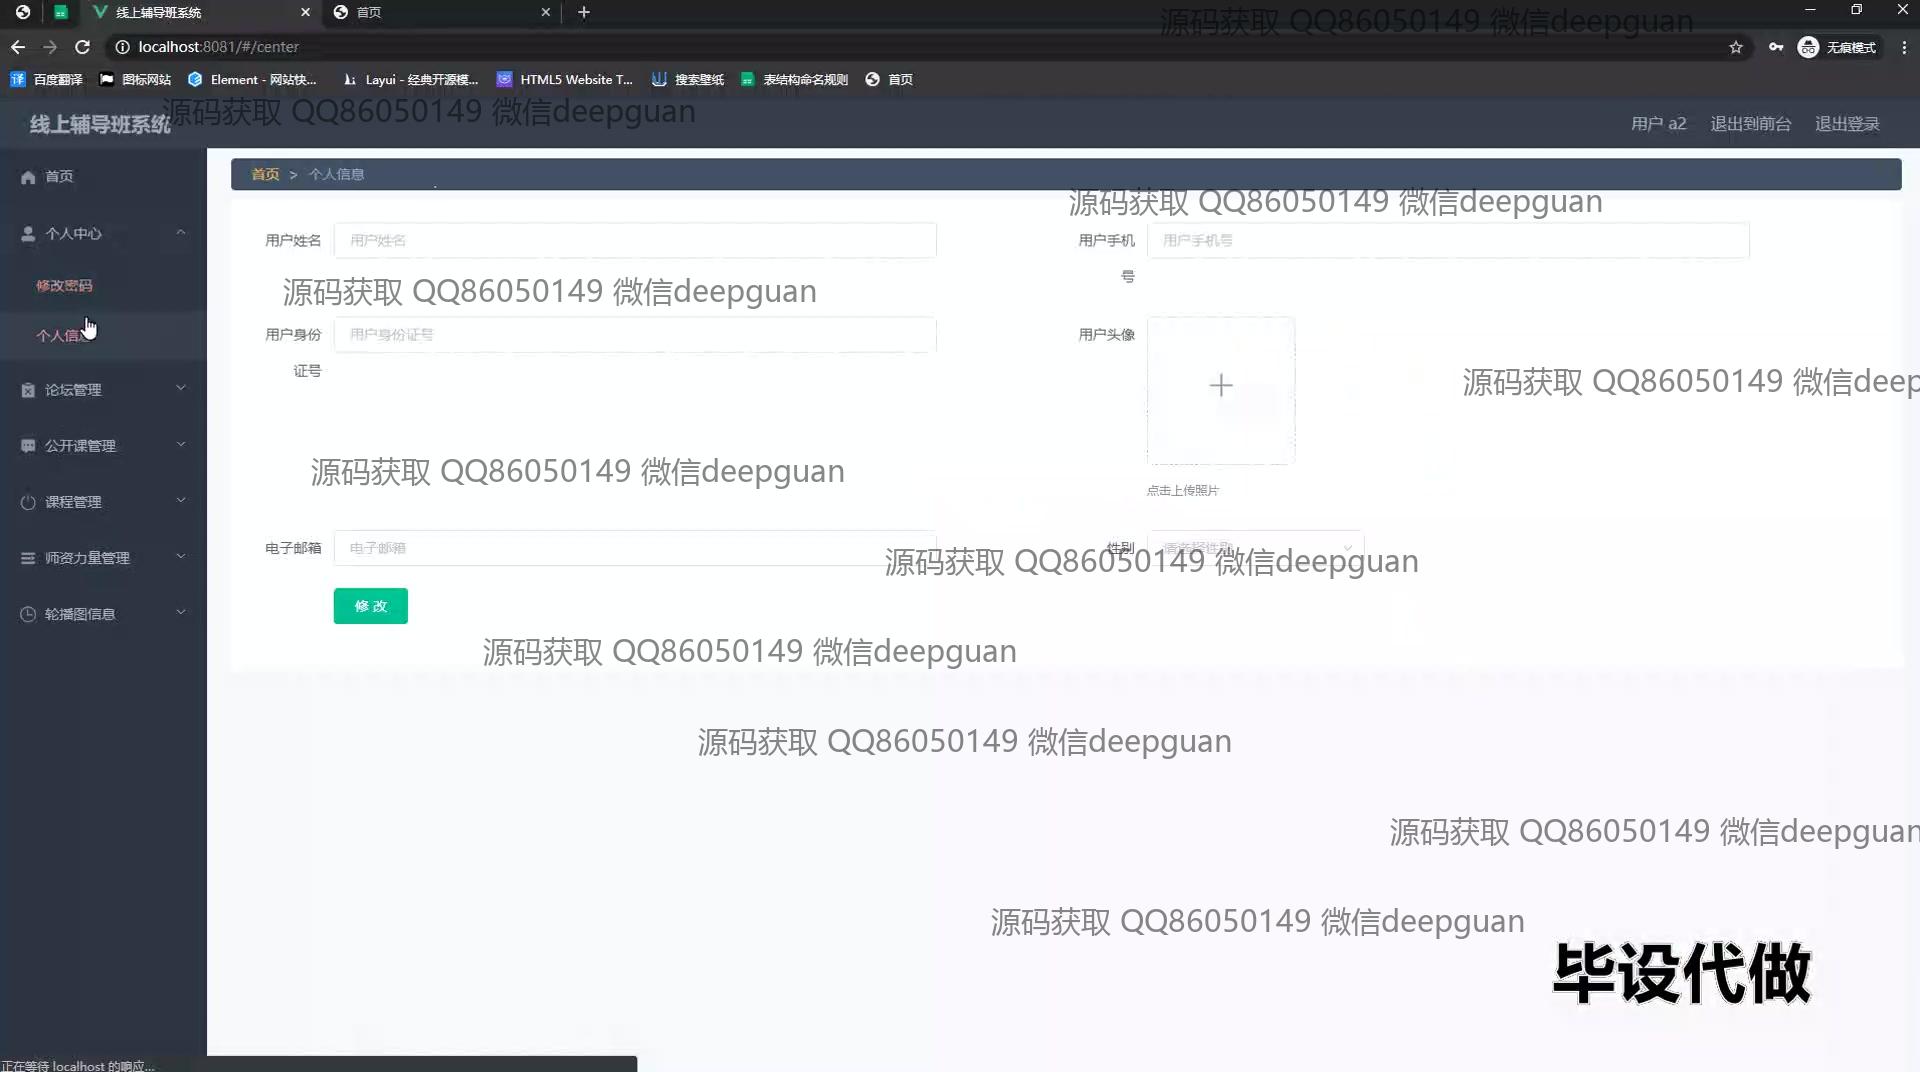 线上辅导班系统
首页
localhost:8081/#/center
无痕模式
百度翻译
图标网站
Element - 网站快...
Layui - 经典开源模...
HTML5 Website T...
搜索壁纸
表结构命名规则
首页
源码获取 QQ86050149 微信deepguan
源码获取 QQ86050149 微信deepguan
线上辅导班系统
用户 a2
退出到前台
退出登录
首页
个人中心
修改密码
个人信息
论坛管理
公开课管理
课程管理
师资力量管理
轮播图信息
首页 > 个人信息
源码获取 QQ86050149 微信deepguan
用户姓名
用户姓名
用户手机号
用户手机号
源码获取 QQ86050149 微信deepguan
用户身份证号
用户身份证号
用户头像
源码获取 QQ86050149 微信deep
源码获取 QQ86050149 微信deepguan
点击上传照片
电子邮箱
电子邮箱
性别
请选择性别
源码获取 QQ86050149 微信deepguan
修改
源码获取 QQ86050149 微信deepguan
源码获取 QQ86050149 微信deepguan
源码获取 QQ86050149 微信deepguan
源码获取 QQ86050149 微信deepguan
毕设代做
正在等待 localhost 的响应...